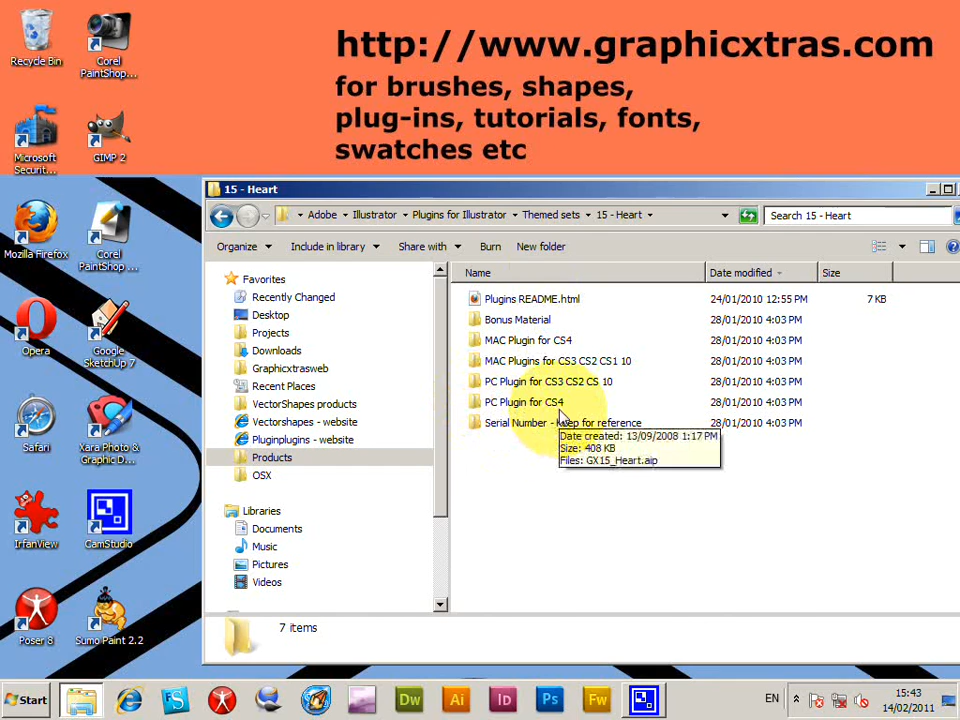 http://www.graphicxtras.com
for brushes, shapes,
plug-ins, tutorials, fonts,
swatches etc
Recycle Bin
Corel
PaintShop...
Microsoft
Securit...
GIMP 2
Mozilla Firefox
Corel
PaintShop ...
Opera
Google
SketchUp 7
Safari
Xara Photo &
Graphic D...
IrfanView
CamStudio
Poser 8
Sumo Paint 2.2
15 - Heart
Adobe Illustrator Plugins for Illustrator Themed sets 15 - Heart
Search 15 - Heart
Organize Include in library Share with Burn New folder
Favorites
Recently Changed
Desktop
Projects
Downloads
Graphicxtrasweb
Recent Places
VectorShapes products
Vectorshapes - website
Pluginplugins - website
Products
OSX
Libraries
Documents
Music
Pictures
Videos
Name Date modified Size
Plugins README.html 24/01/2010 12:55 PM 7 KB
Bonus Material 28/01/2010 4:03 PM
MAC Plugin for CS4 28/01/2010 4:03 PM
MAC Plugins for CS3 CS2 CS1 10 28/01/2010 4:03 PM
PC Plugin for CS3 CS2 CS 10 28/01/2010 4:03 PM
PC Plugin for CS4 28/01/2010 4:03 PM
Serial Number - Keep for reference 28/01/2010 4:03 PM
Date created: 13/09/2008 1:17 PM
Size: 408 KB
Files: GX15_Heart.aip
7 items
Start
FS
Dw
Ai
Id
Ps
Fw
EN
15:43
14/02/2011